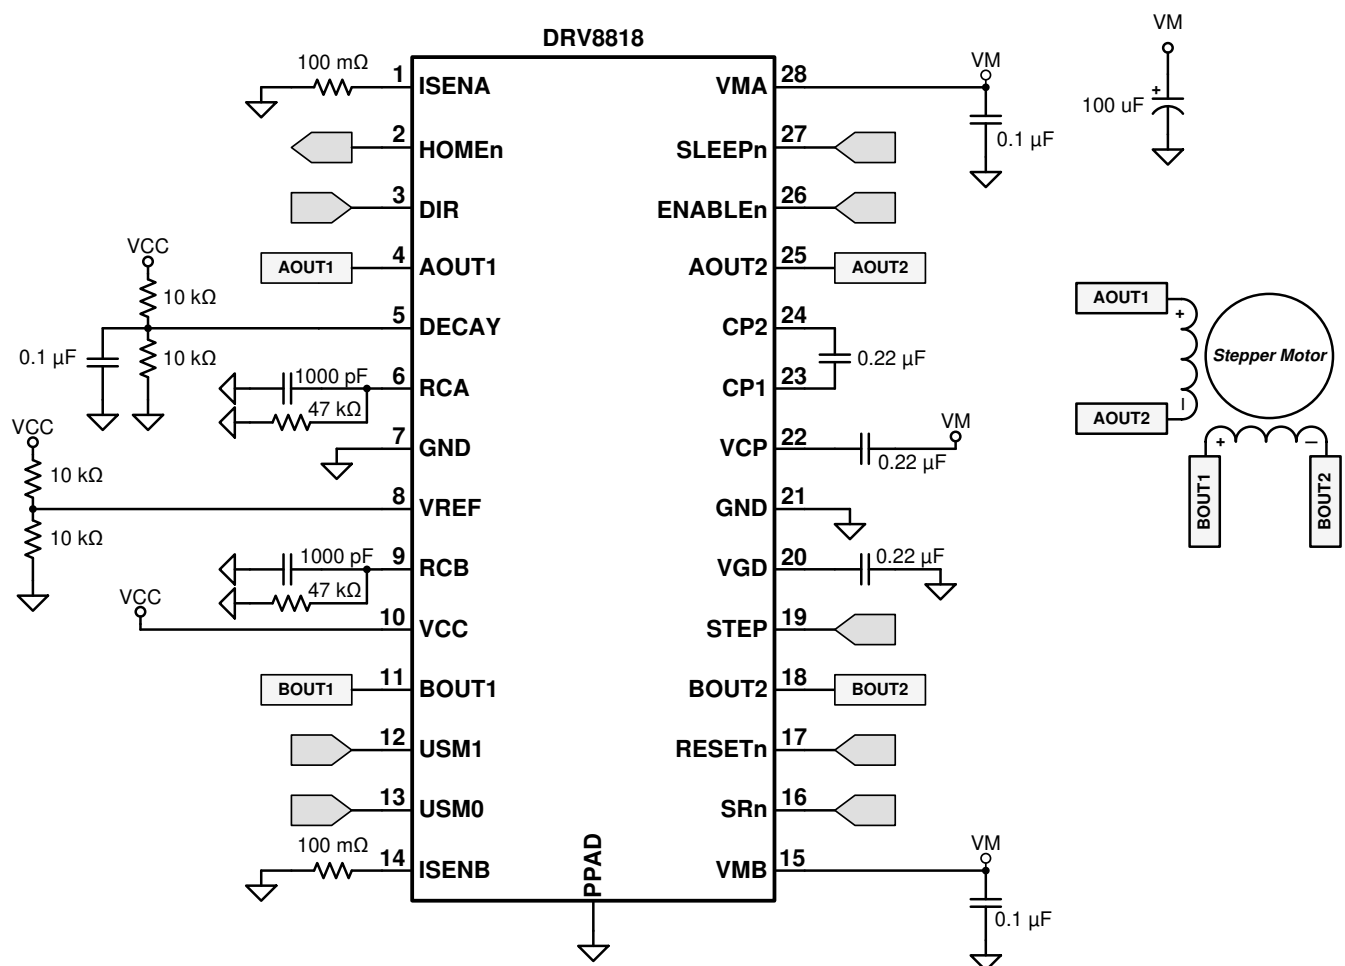 DRV8818
100 mΩ
1 ISENA
2 HOMEn
3 DIR
AOUT1 4 AOUT1
VCC
10 kΩ
5 DECAY
0.1 µF
10 kΩ
1000 pF
6 RCA
47 kΩ
7 GND
VCC
10 kΩ
8 VREF
10 kΩ
1000 pF
9 RCB
47 kΩ
VCC
10 VCC
BOUT1 11 BOUT1
12 USM1
13 USM0
100 mΩ
14 ISENB
PPAD
VMA 28
VM
0.1 µF
SLEEPn 27
ENABLEn 26
AOUT2 25 AOUT2
CP2 24
0.22 µF
CP1 23
VCP 22
0.22 µF
VM
GND 21
VGD 20
0.22 µF
STEP 19
BOUT2 18 BOUT2
RESETn 17
SRn 16
VMB 15
VM
0.1 µF
VM
+
100 uF
AOUT1
+
Stepper Motor
–
AOUT2
+ –
BOUT1
BOUT2